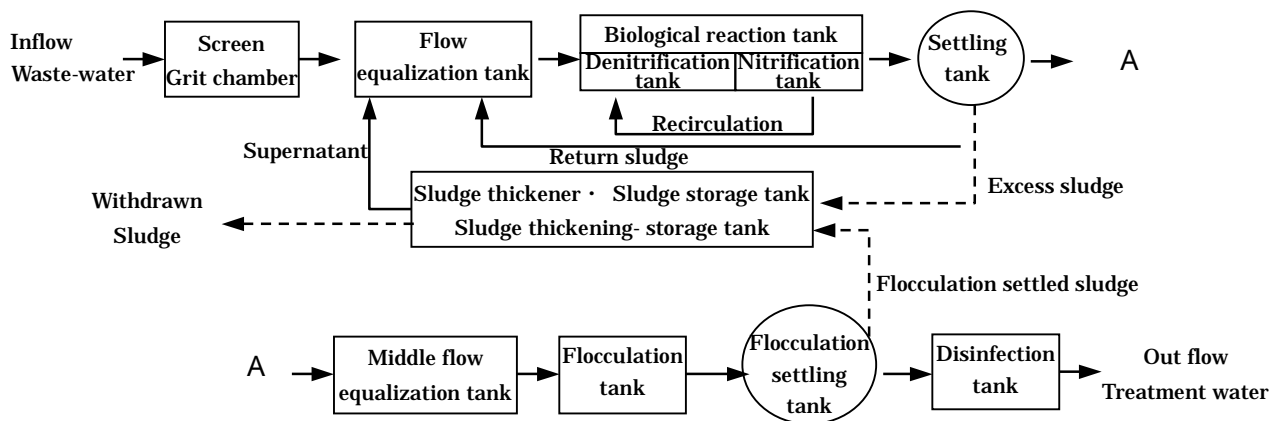 Inflow
Waste-water
Screen
Grit chamber
Flow
equalization tank
Biological reaction tank
Denitrification
tank
Nitrification
tank
Settling
tank
A
Recirculation
Supernatant
Return sludge
Excess sludge
Sludge thickener・ Sludge storage tank
Sludge thickening- storage tank
Withdrawn
Sludge
Flocculation settled sludge
A
Middle flow
equalization tank
Flocculation
tank
Flocculation
settling
tank
Disinfection
tank
Out flow
Treatment water